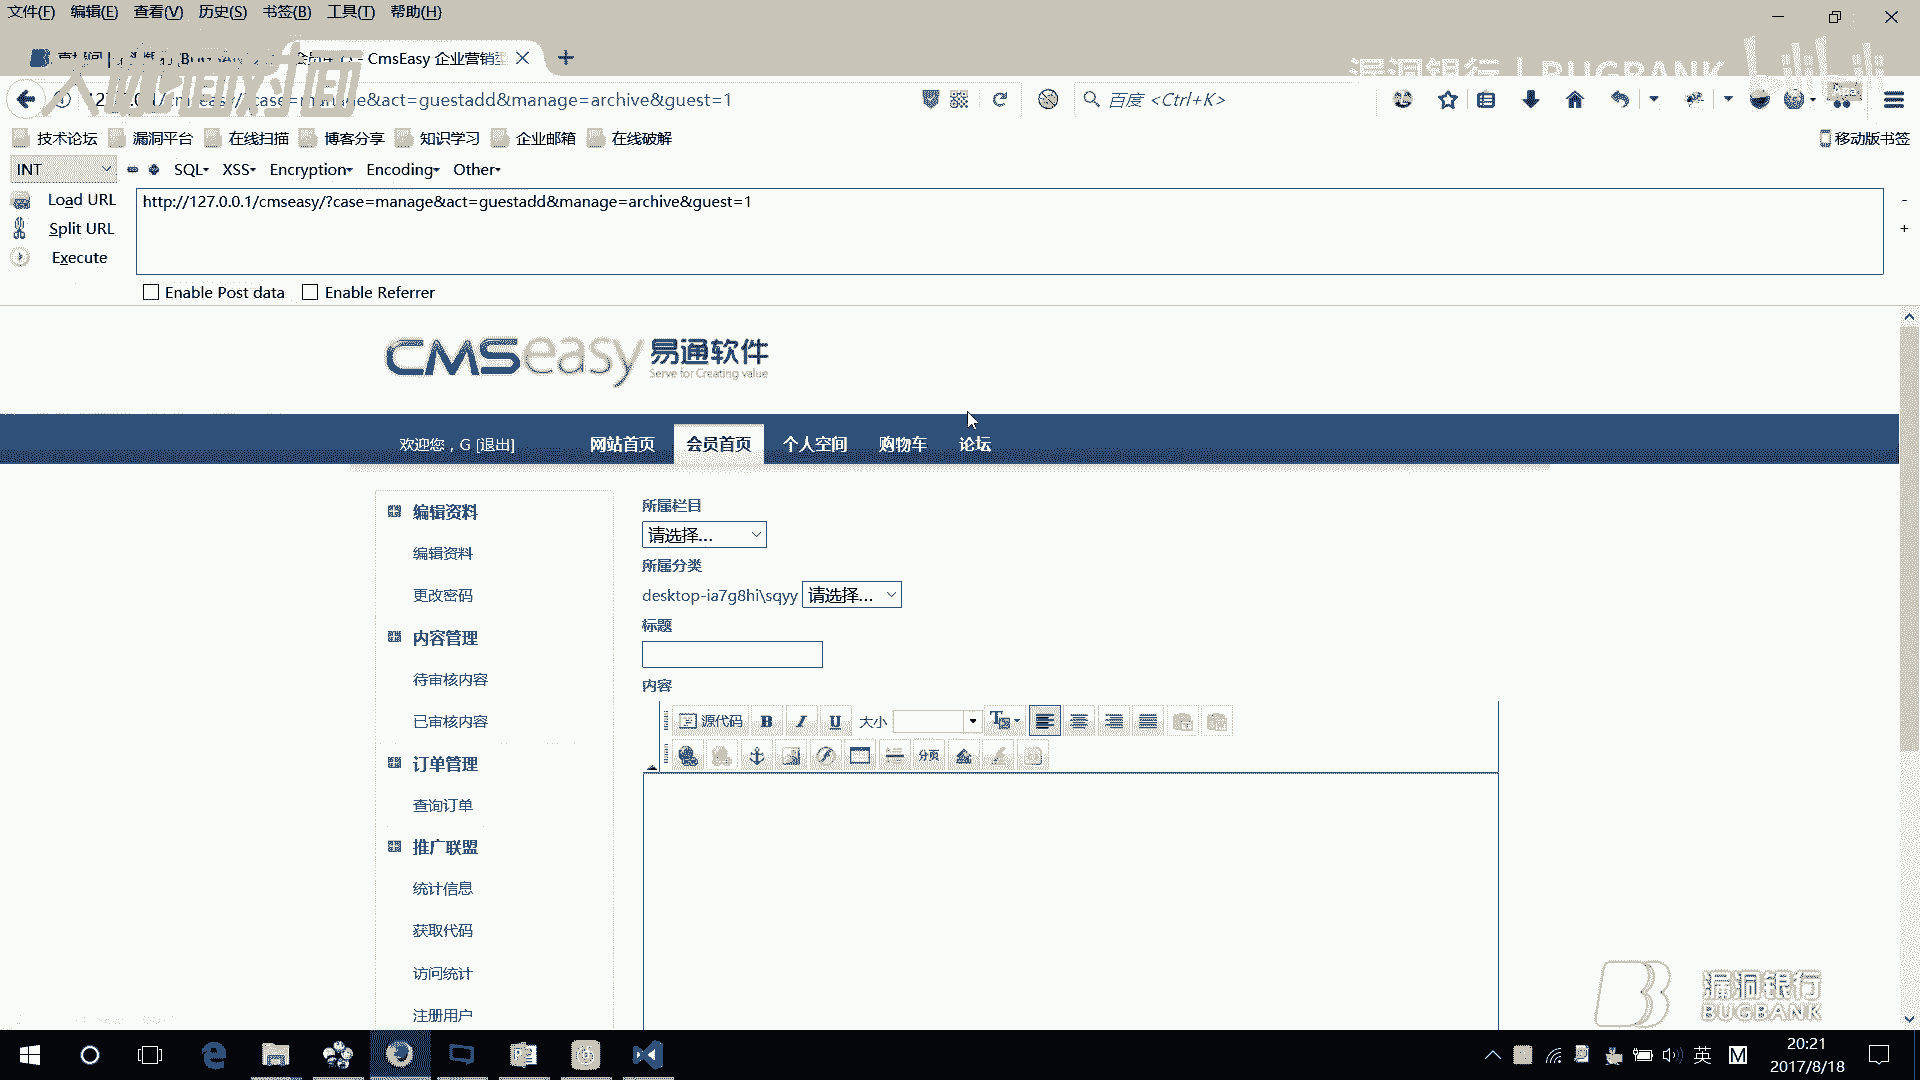 文件(F) 编辑(E) 查看(V) 历史(S) 书签(B) 工具(T) 帮助(H)
CmsEasy 企业营销型
漏洞银行 | BUGBANK
&act=guestadd&manage=archive&guest=1
百度 <Ctrl+K>
技术论坛 漏洞平台 在线扫描 博客分享 知识学习 企业邮箱 在线破解 移动版书签
INT SQL XSS Encryption Encoding Other
Load URL
http://127.0.0.1/cmseasy/?case=manage&act=guestadd&manage=archive&guest=1
Split URL
Execute
Enable Post data Enable Referrer
CMSeasy 易通软件
Serve for Creating value
欢迎您，G [退出] 网站首页 会员首页 个人空间 购物车 论坛
编辑资料
编辑资料
更改密码
内容管理
待审核内容
已审核内容
订单管理
查询订单
推广联盟
统计信息
获取代码
访问统计
注册用户
所属栏目
请选择...
所属分类
desktop-ia7g8hi\sqyy 请选择...
标题
内容
源代码 B I U 大小
分页
漏洞银行
BUGBANK
英 M
20:21
2017/8/18